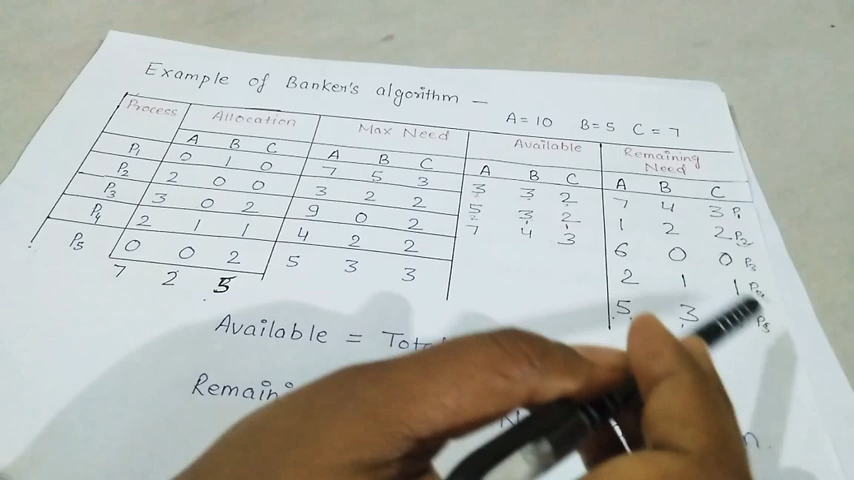 Example of Banker's algorithm —
A = 10 B = 5 C = 7
Process Allocation Max Need Available Remaining Need
A B C A B C A B C A B C
P1 0 1 0 7 5 3 3 3 2 7 4 3 P1
P2 2 0 0 3 2 2 5 3 2 1 2 2 P2
P3 3 0 2 9 0 2 7 4 3 6 0 0 P3
P4 2 1 1 4 2 2 2 1 1 P4
P5 0 0 2 5 3 3 5 3 P5
7 2 5
Available =